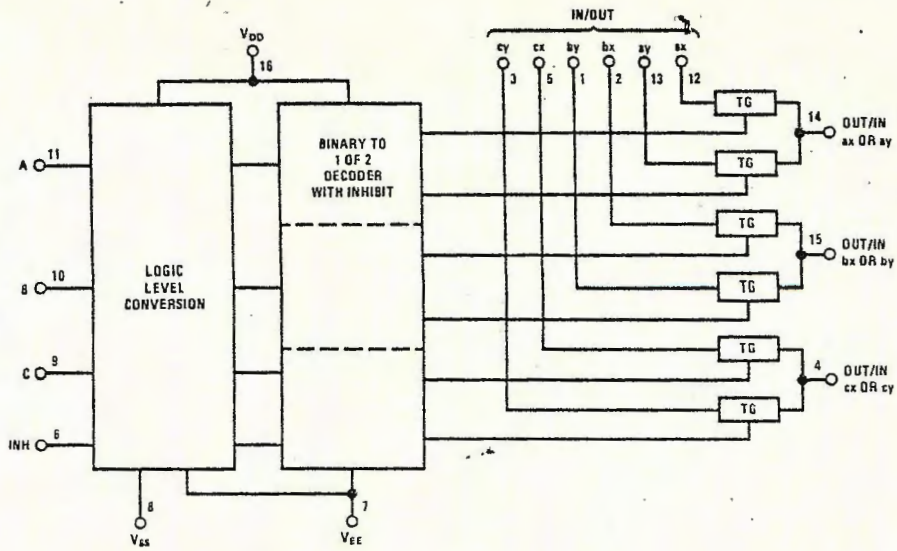 IN/OUT
cy cx by bx ay ax
3 5 1 2 13 12
VDD
16
A 11
B 10
C 9
INH 6
LOGIC
LEVEL
CONVERSION
BINARY TO
1 OF 2
DECODER
WITH INHIBIT
TG
TG
TG
TG
TG
TG
14 OUT/IN
ax OR ay
15 OUT/IN
bx OR by
4 OUT/IN
cx OR cy
8
VSS
7
VEE